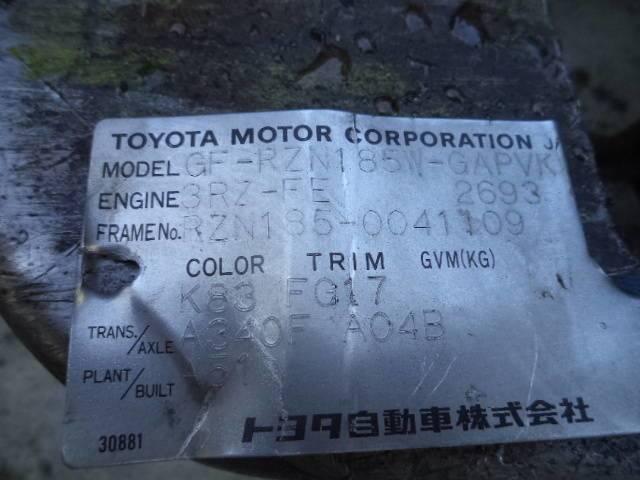 TOYOTA MOTOR CORPORATION
MODEL GF-RZN185W-GAPVK
ENGINE 3RZ-FE 2693
FRAME No. RZN185-0041109
COLOR TRIM GVM(KG)
K83 FG17
TRANS./AXLE A340F A04B
PLANT/BUILT
トヨタ自動車株式会社
30881